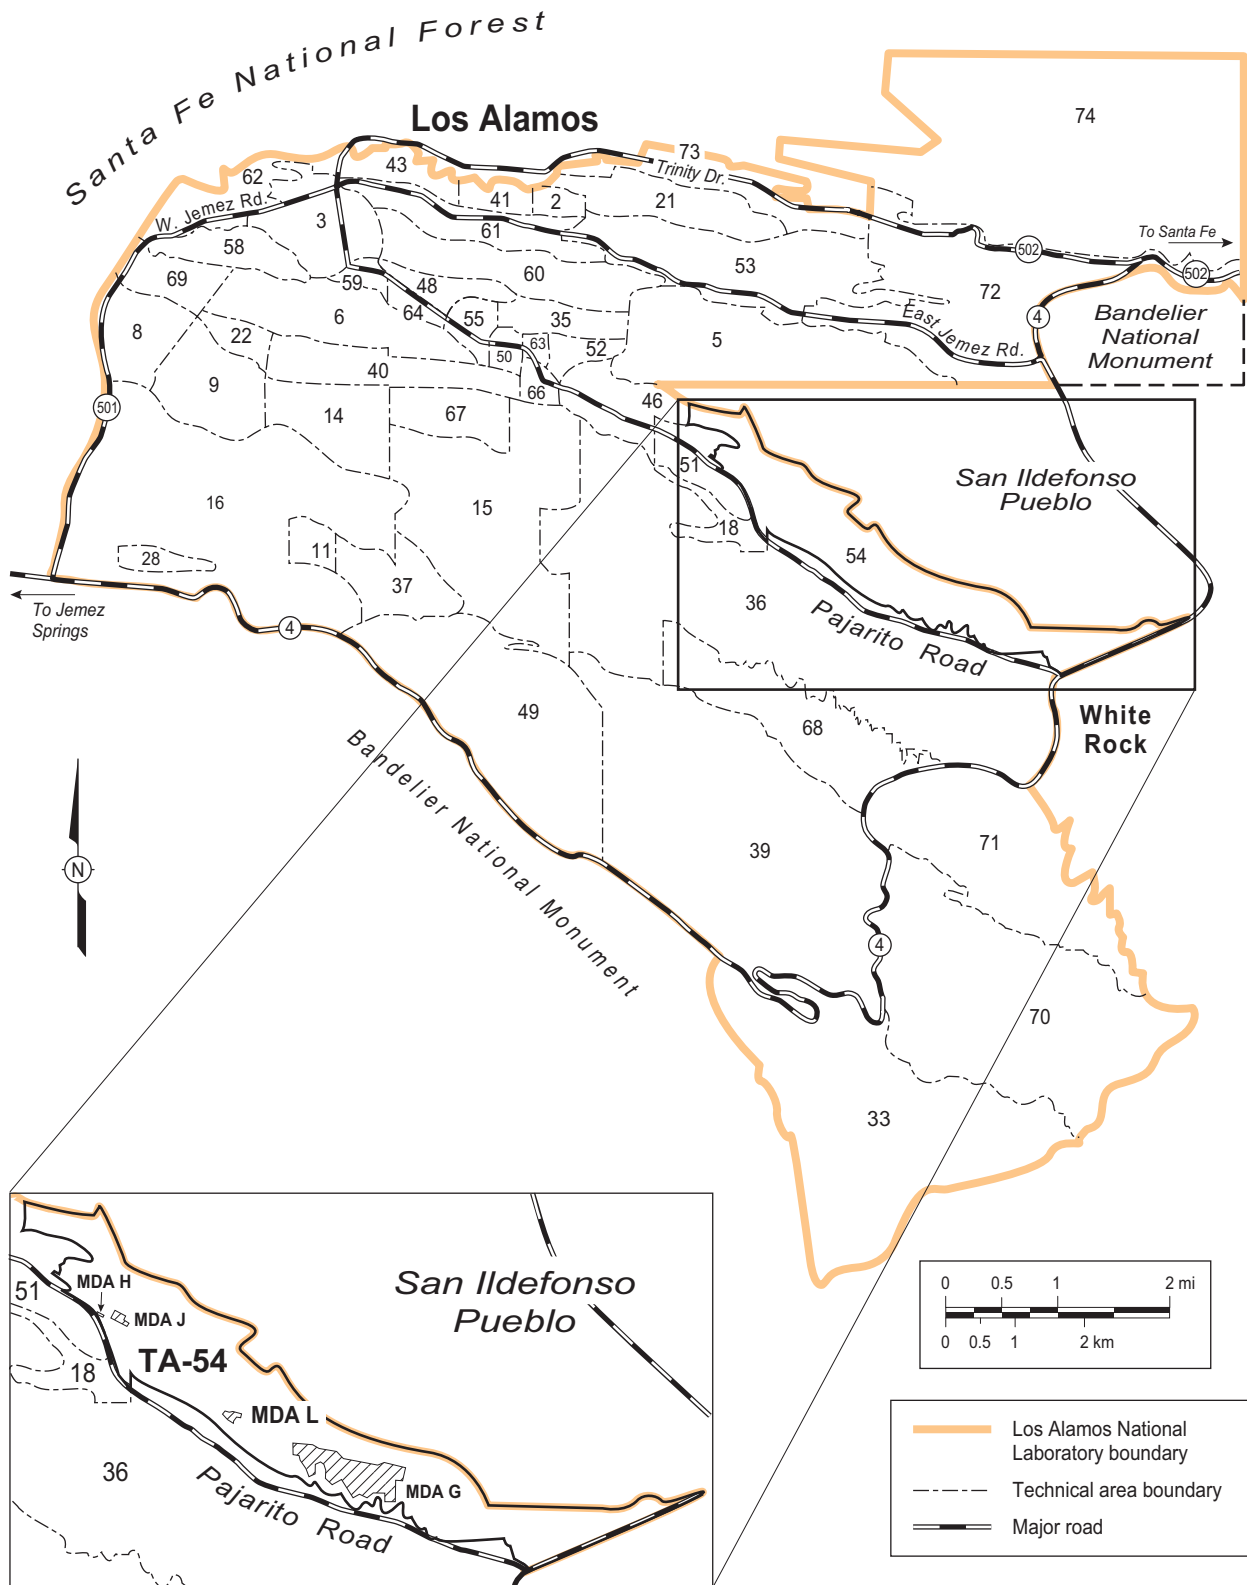 Santa Fe National Forest
Los Alamos
74
73
Trinity Dr.
43
62
W. Jemez Rd.
41
2
21
3
61
58
To Santa Fe
502
502
53
60
69
59
48
72
Bandelier
National
Monument
4
8
22
6
64
55
35
5
East Jemez Rd.
63
50
52
9
40
66
46
501
14
67
51
San Ildefonso
Pueblo
16
15
18
54
28
11
37
36
To Jemez
Springs
4
Pajarito Road
49
68
White
Rock
Bandelier National Monument
39
71
N
4
70
33
MDA H
51
MDA J
San Ildefonso
Pueblo
TA-54
18
MDA L
36
MDA G
Pajarito Road
0 0.5 1 2 mi
0 0.5 1 2 km
Los Alamos National
Laboratory boundary
Technical area boundary
Major road